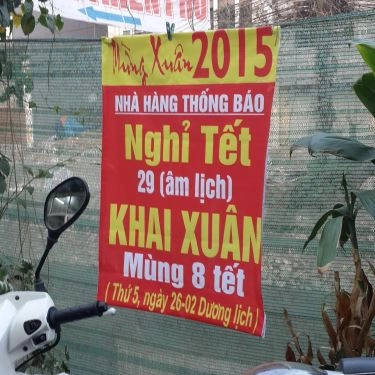 Mừng Xuân 2015
NHÀ HÀNG THỐNG BÁO
Nghỉ Tết
29 (âm lịch)
KHAI XUÂN
Mùng 8 tết
( Thứ 5, ngày 26-02 Dương lịch )